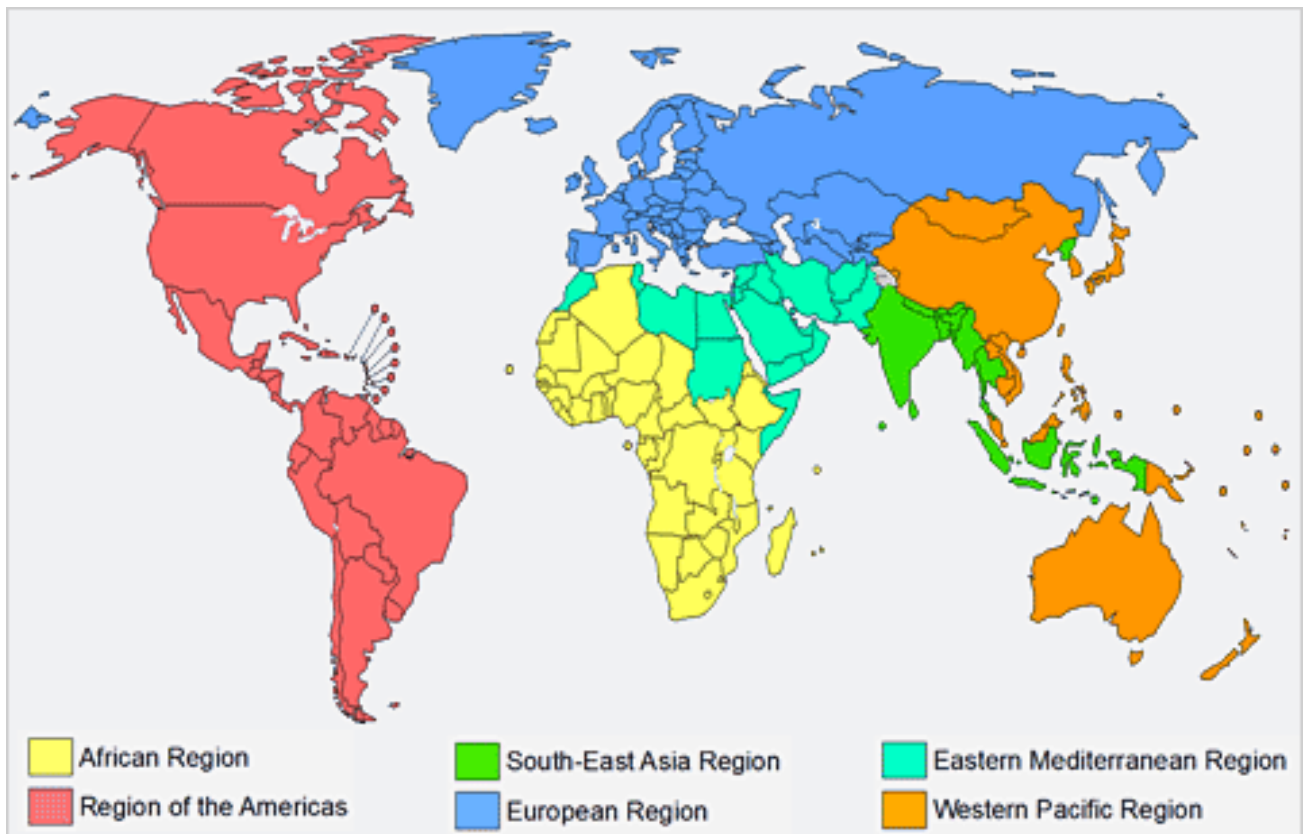 African Region
South-East Asia Region
Eastern Mediterranean Region
Region of the Americas
European Region
Western Pacific Region